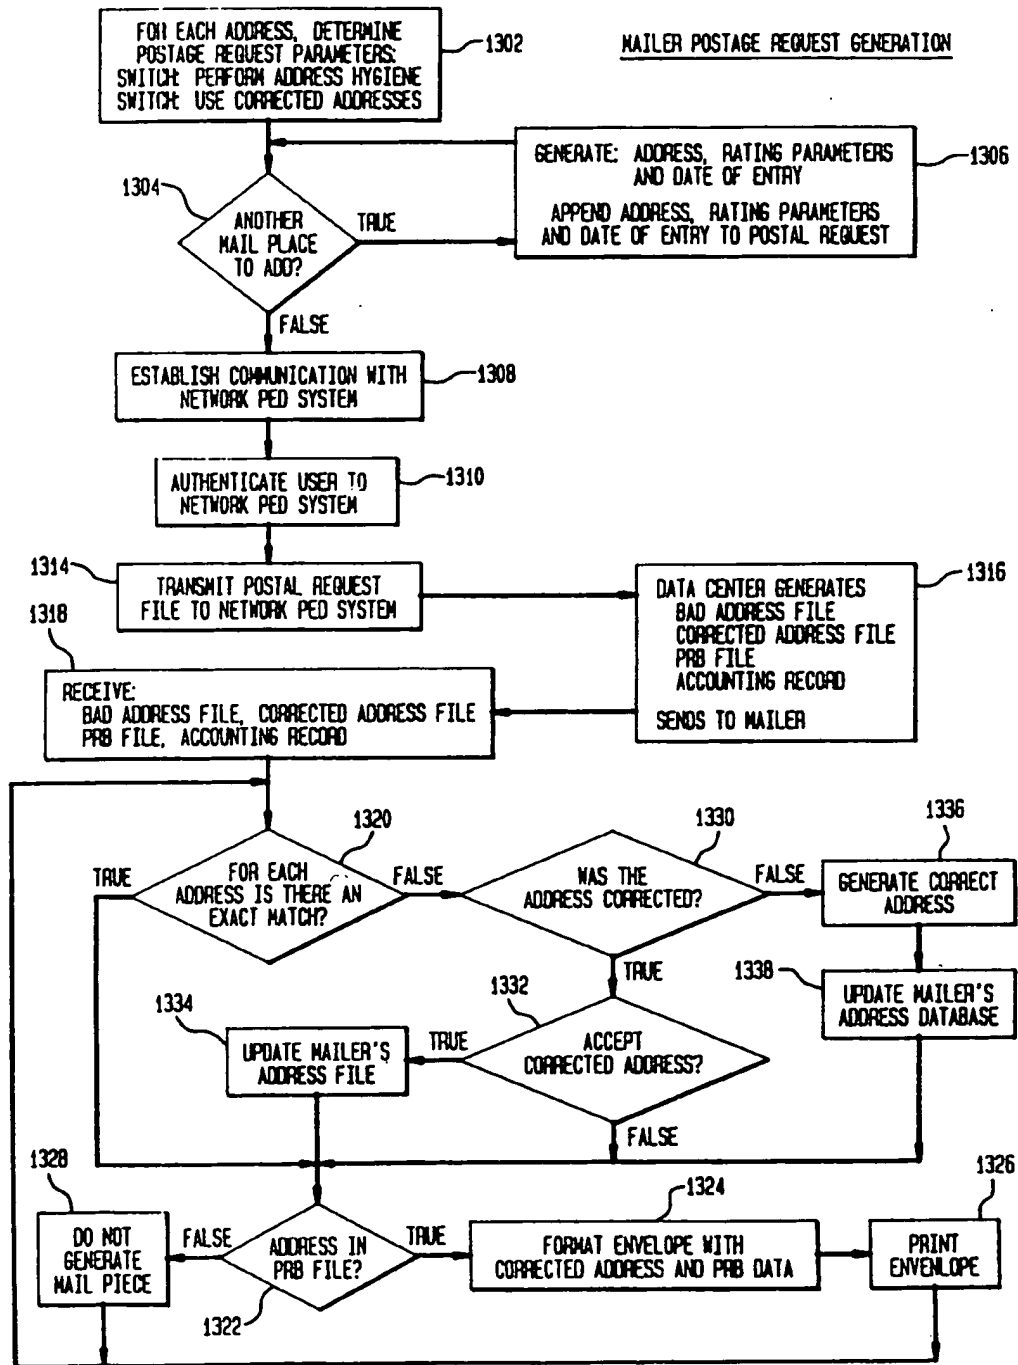 FOR EACH ADDRESS, DETERMINE
POSTAGE REQUEST PARAMETERS:
SWITCH: PERFORM ADDRESS HYGIENE
SWITCH: USE CORRECTED ADDRESSES
1302
MAILER POSTAGE REQUEST GENERATION
1304
ANOTHER
MAIL PLACE
TO ADD?
TRUE
FALSE
GENERATE: ADDRESS, RATING PARAMETERS
AND DATE OF ENTRY
APPEND ADDRESS, RATING PARAMETERS
AND DATE OF ENTRY TO POSTAL REQUEST
1306
ESTABLISH COMMUNICATION WITH
NETWORK PED SYSTEM
1308
AUTHENTICATE USER TO
NETWORK PED SYSTEM
1310
1314
TRANSMIT POSTAL REQUEST
FILE TO NETWORK PED SYSTEM
DATA CENTER GENERATES
BAD ADDRESS FILE
CORRECTED ADDRESS FILE
PRB FILE
ACCOUNTING RECORD
SENDS TO MAILER
1316
1318
RECEIVE:
BAD ADDRESS FILE, CORRECTED ADDRESS FILE
PRB FILE, ACCOUNTING RECORD
1320
TRUE
FOR EACH
ADDRESS IS THERE AN
EXACT MATCH?
FALSE
1330
WAS THE
ADDRESS CORRECTED?
FALSE
TRUE
1336
GENERATE CORRECT
ADDRESS
1338
UPDATE MAILER'S
ADDRESS DATABASE
1334
UPDATE MAILER'S
ADDRESS FILE
TRUE
1332
ACCEPT
CORRECTED ADDRESS?
FALSE
1328
DO NOT
GENERATE
MAIL PIECE
FALSE
ADDRESS IN
PRB FILE?
1322
TRUE
1324
FORMAT ENVELOPE WITH
CORRECTED ADDRESS AND PRB DATA
1326
PRINT
ENVENLOPE